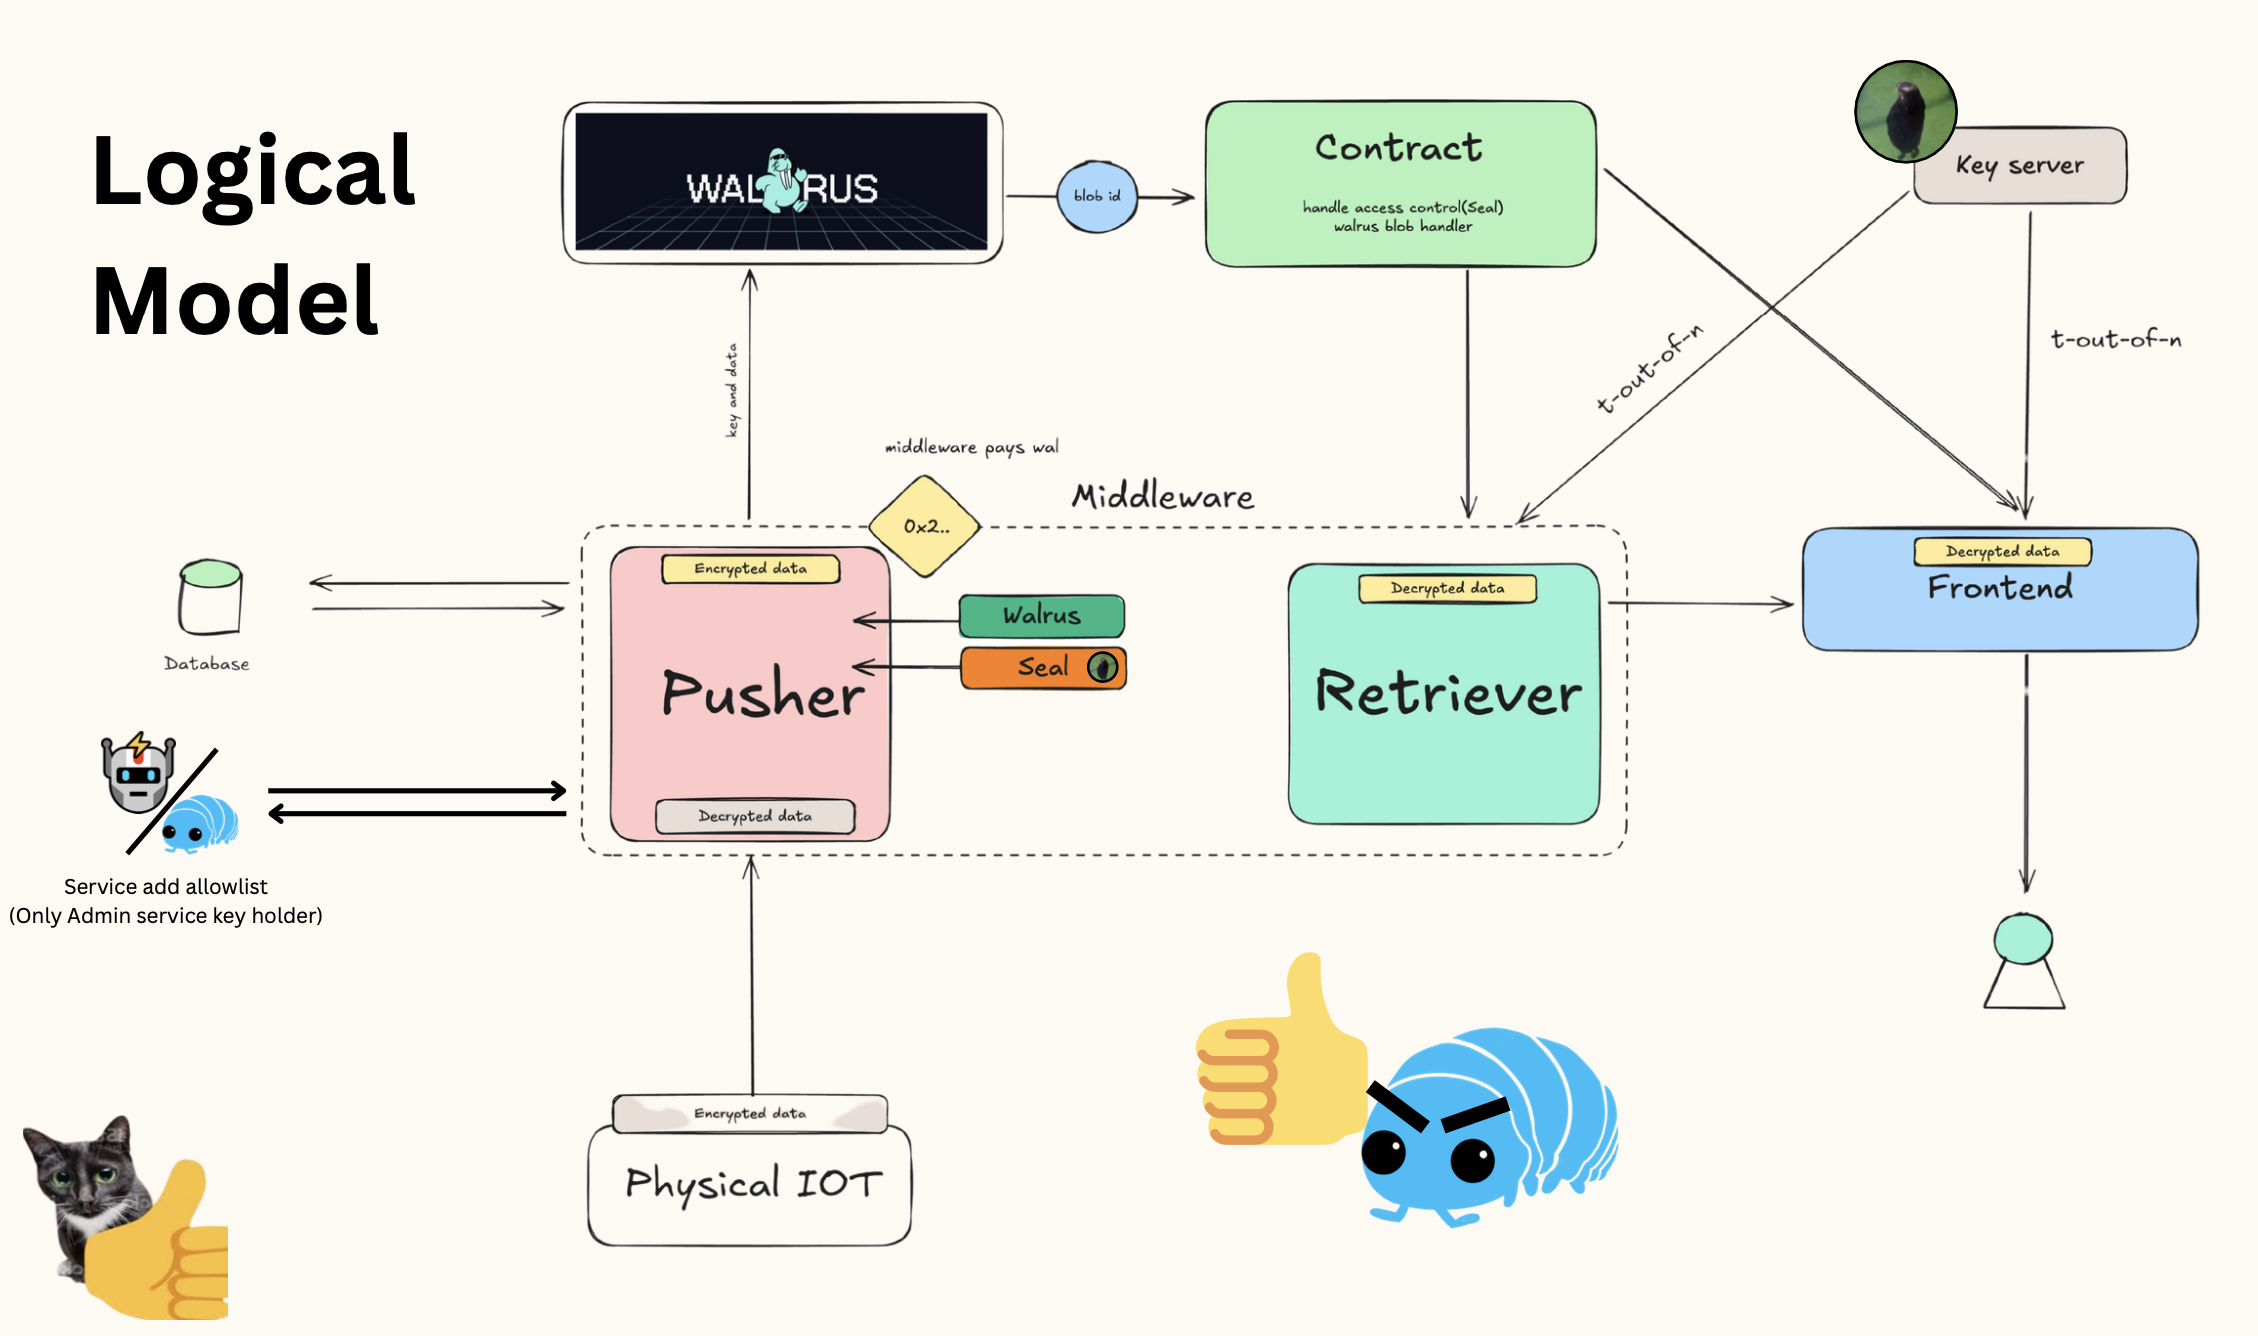 Logical
Model
WALRUS
blob id
Contract
handle access control(Seal)
walrus blob handler
Key server
t-out-of-n
t-out-of-n
key and data
middleware pays wal
Middleware
0x2..
Encrypted data
Pusher
Decrypted data
Walrus
Seal
Decrypted data
Retriever
Decrypted data
Frontend
Database
Service add allowlist
(Only Admin service key holder)
Encrypted data
Physical IOT